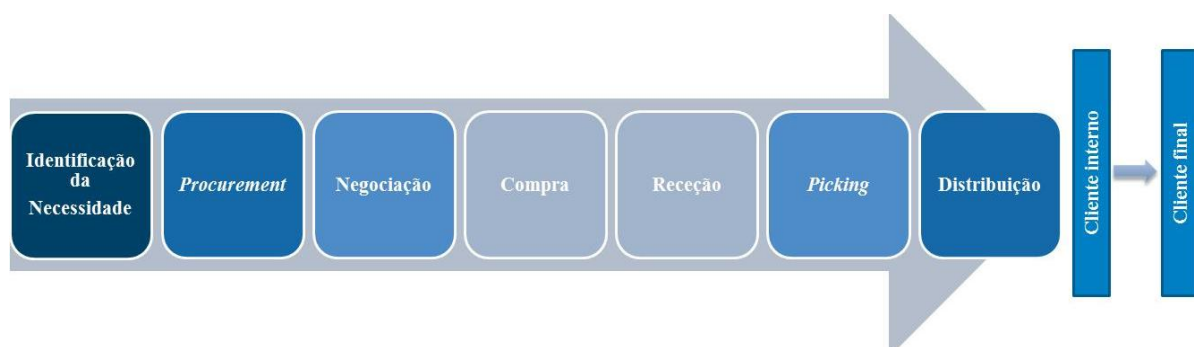 Identificação
da
Necessidade
Procurement
Negociação
Compra
Receção
Picking
Distribuição
Cliente interno
Cliente final